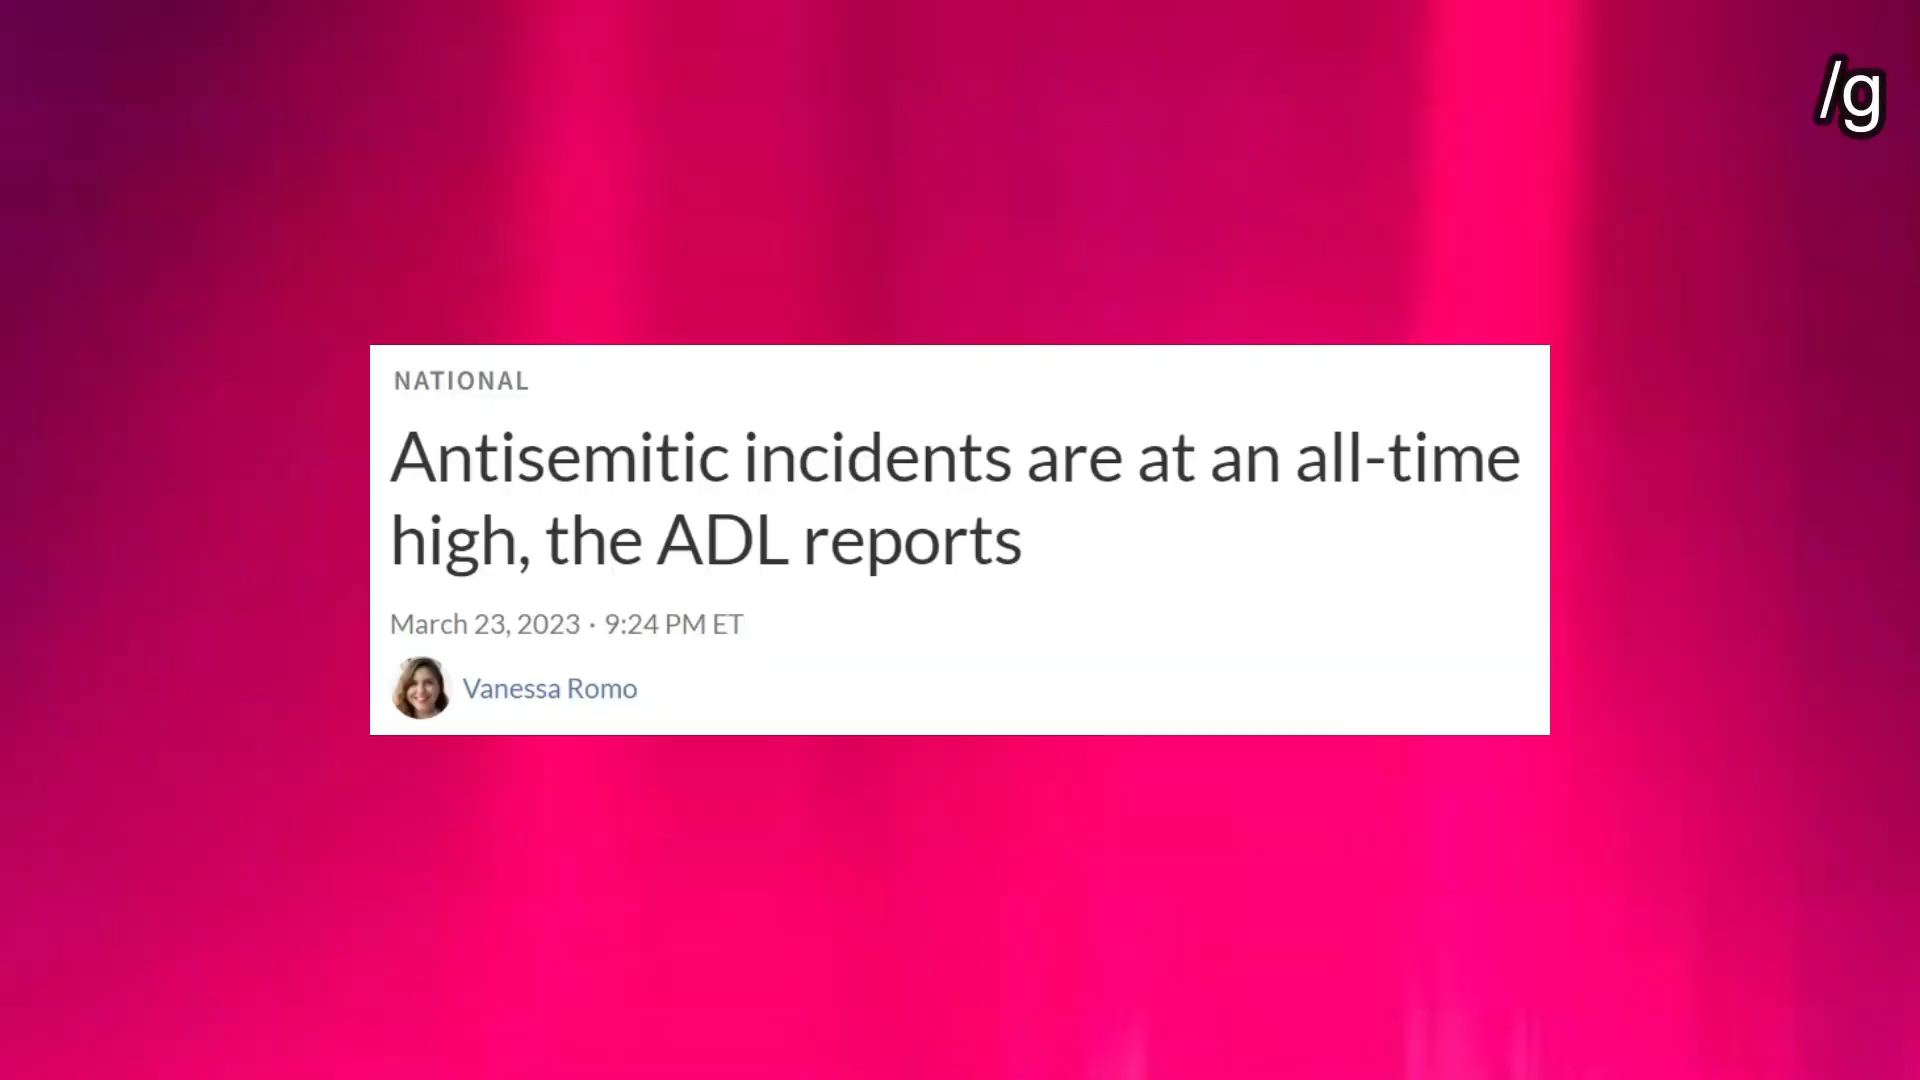 /g
NATIONAL
Antisemitic incidents are at an all-time
high, the ADL reports
March 23, 2023 · 9:24 PM ET
Vanessa Romo